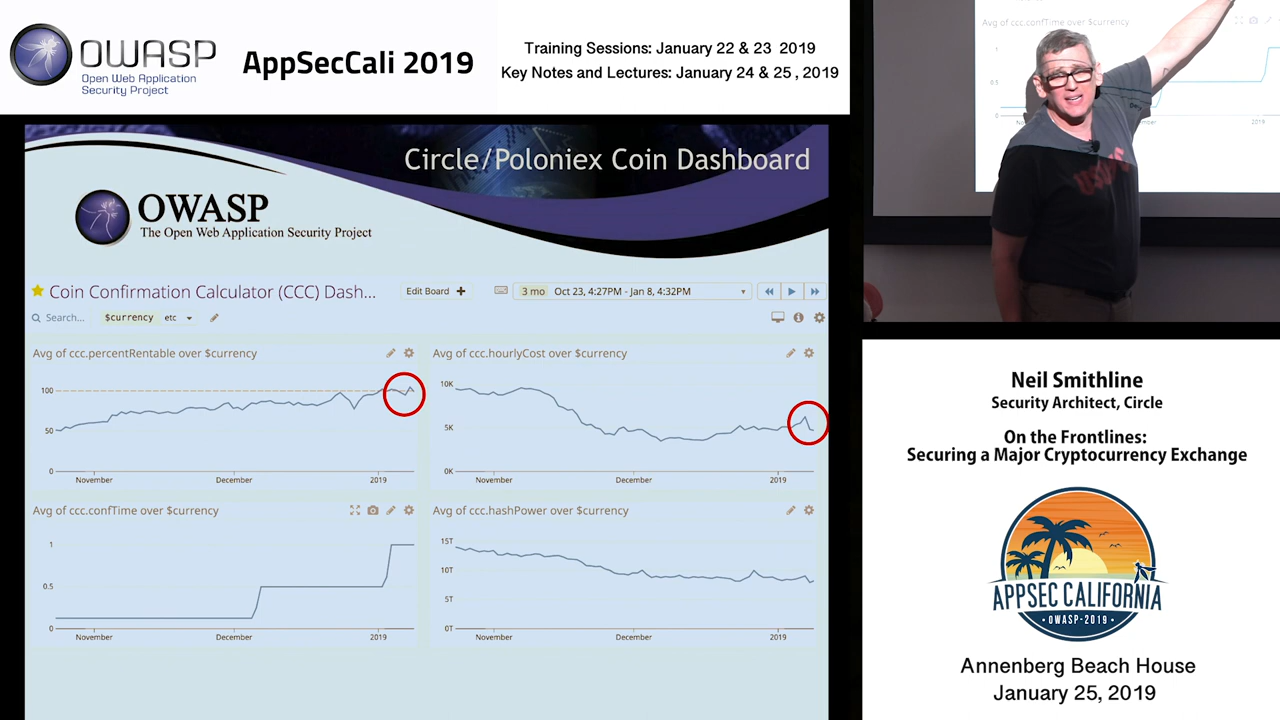 OWASP
Open Web Application
Security Project
AppSecCali 2019
Training Sessions: January 22 & 23 2019
Key Notes and Lectures: January 24 & 25 , 2019
Circle/Poloniex Coin Dashboard
OWASP
The Open Web Application Security Project
Coin Confirmation Calculator (CCC) Dash...
Edit Board +
3 mo Oct 23, 4:27PM - Jan 8, 4:32PM
Search...
$currency etc
Avg of ccc.percentRentable over $currency
100
50
0
November December 2019
Avg of ccc.hourlyCost over $currency
10K
5K
0K
November December 2019
Avg of ccc.confTime over $currency
1
0.5
0
November December 2019
Avg of ccc.hashPower over $currency
15T
10T
5T
0T
November December 2019
Avg of ccc.confTime over $currency
1
0.5
0
2019
Neil Smithline
Security Architect, Circle
On the Frontlines:
Securing a Major Cryptocurrency Exchange
APPSEC CALIFORNIA
OWASP-2019
Annenberg Beach House
January 25, 2019